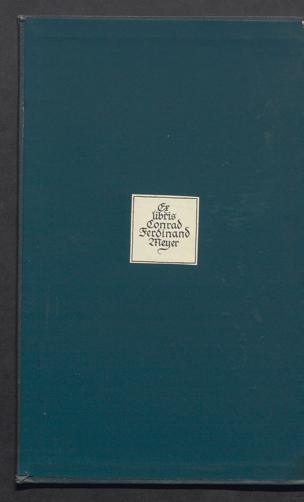 Ex
libris
Conrad
Ferdinand
Meyer